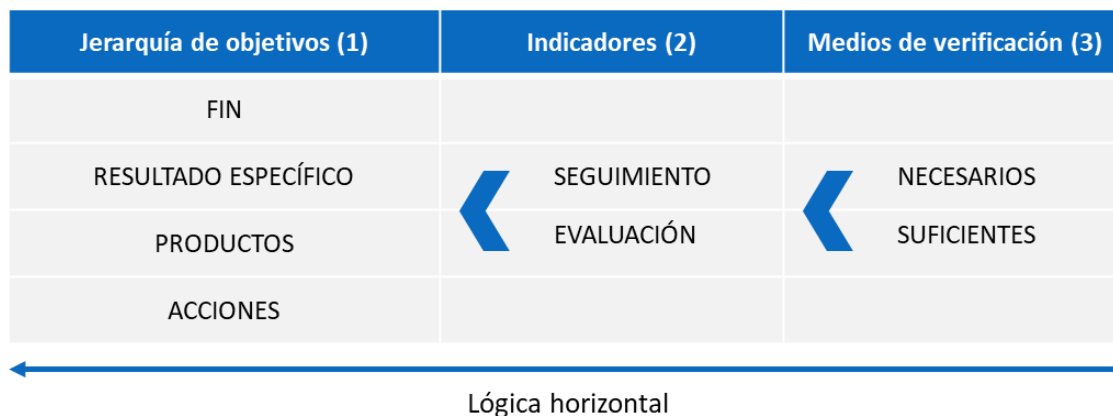 Jerarquía de objetivos (1) Indicadores (2) Medios de verificación (3)
FIN
RESULTADO ESPECÍFICO SEGUIMIENTO NECESARIOS
PRODUCTOS EVALUACIÓN SUFICIENTES
ACCIONES
Lógica horizontal